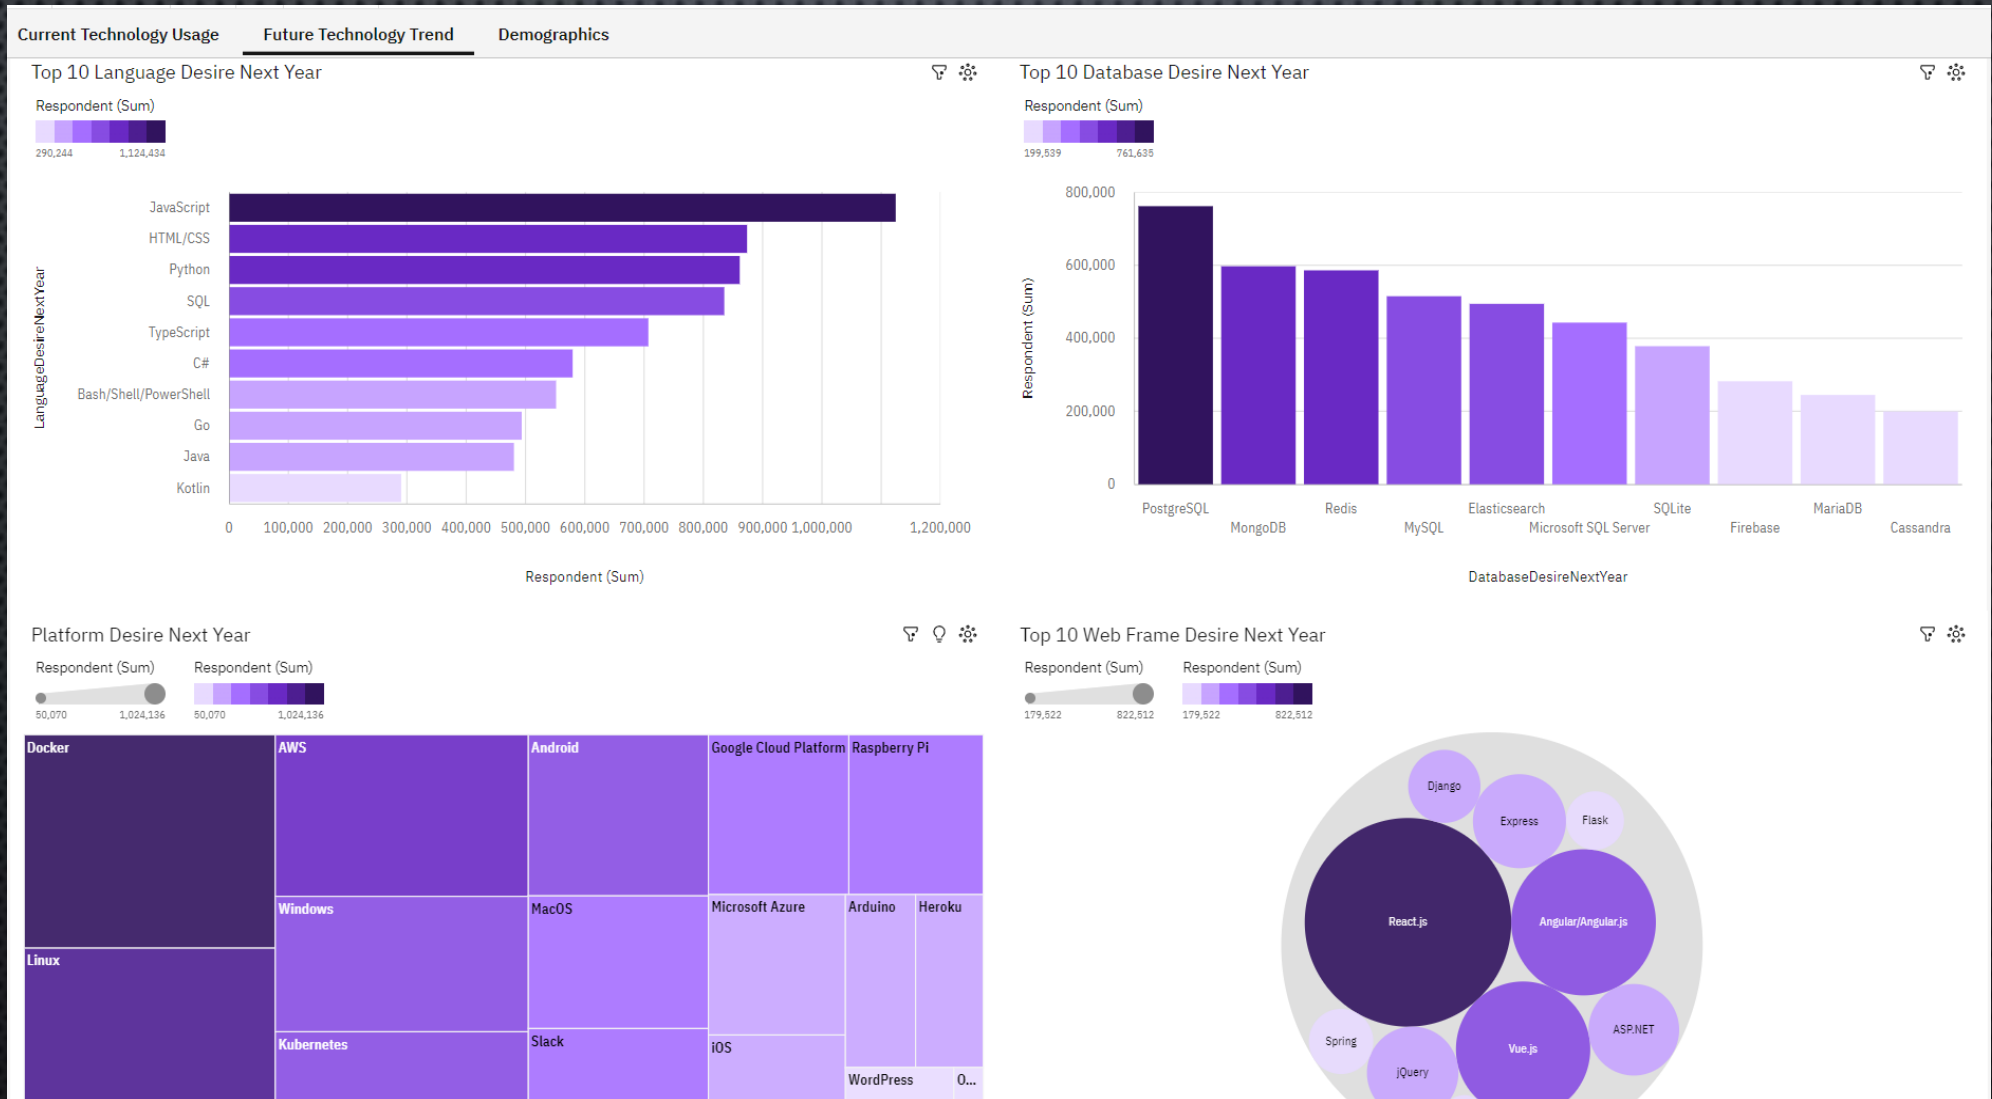 Current Technology Usage
Future Technology Trend
Demographics
Top 10 Language Desire Next Year
Respondent (Sum)
290,244 1,124,434
LanguageDesireNextYear
JavaScript
HTML/CSS
Python
SQL
TypeScript
C#
Bash/Shell/PowerShell
Go
Java
Kotlin
0 100,000 200,000 300,000 400,000 500,000 600,000 700,000 800,000 900,000 1,000,000 1,200,000
Respondent (Sum)
Top 10 Database Desire Next Year
Respondent (Sum)
199,539 761,635
Respondent (Sum)
800,000
600,000
400,000
200,000
0
PostgreSQL Redis Elasticsearch SQLite MariaDB
MongoDB MySQL Microsoft SQL Server Firebase Cassandra
DatabaseDesireNextYear
Platform Desire Next Year
Respondent (Sum) Respondent (Sum)
50,070 1,024,136 50,070 1,024,136
Docker
AWS
Android
Google Cloud Platform
Raspberry Pi
Windows
MacOS
Microsoft Azure
Arduino
Heroku
Linux
Kubernetes
Slack
iOS
WordPress
O...
Top 10 Web Frame Desire Next Year
Respondent (Sum) Respondent (Sum)
179,522 822,512 179,522 822,512
Django
Express
Flask
React.js
Angular/Angular.js
Spring
jQuery
Vue.js
ASP.NET